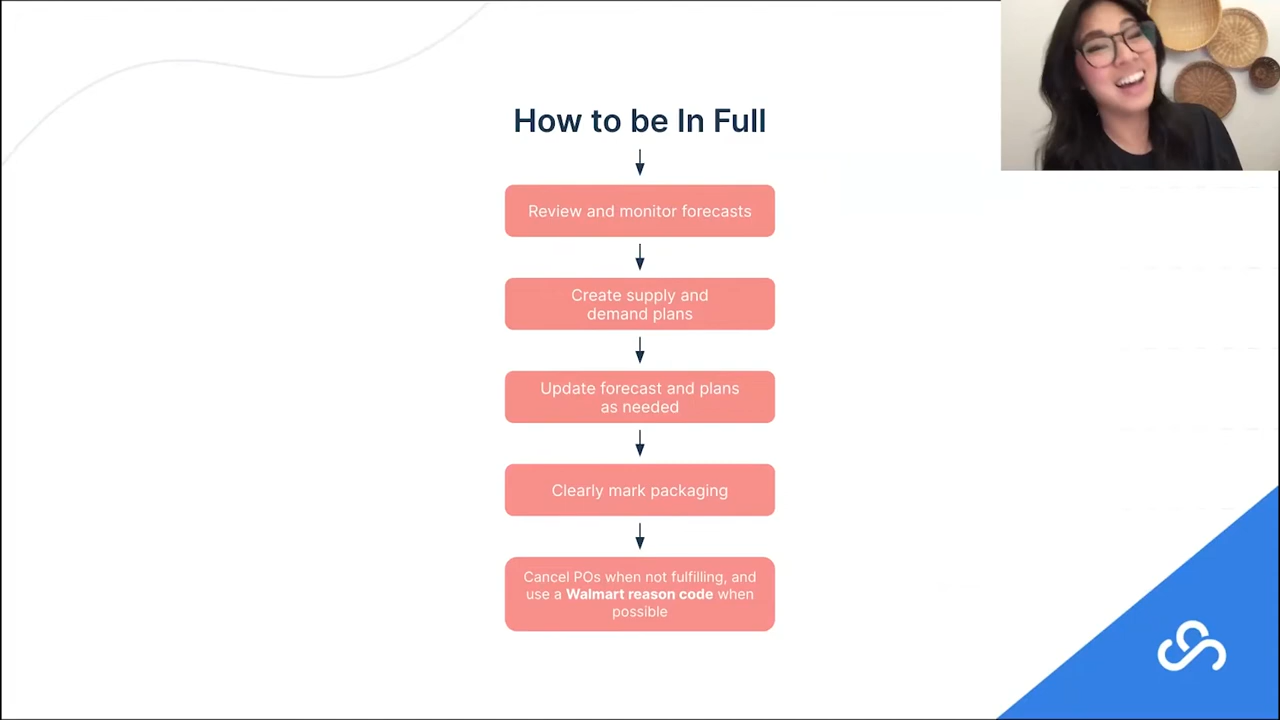 How to be In Full
Review and monitor forecasts
Create supply and
demand plans
Update forecast and plans
as needed
Clearly mark packaging
Cancel POs when not fulfilling, and
use a Walmart reason code when
possible